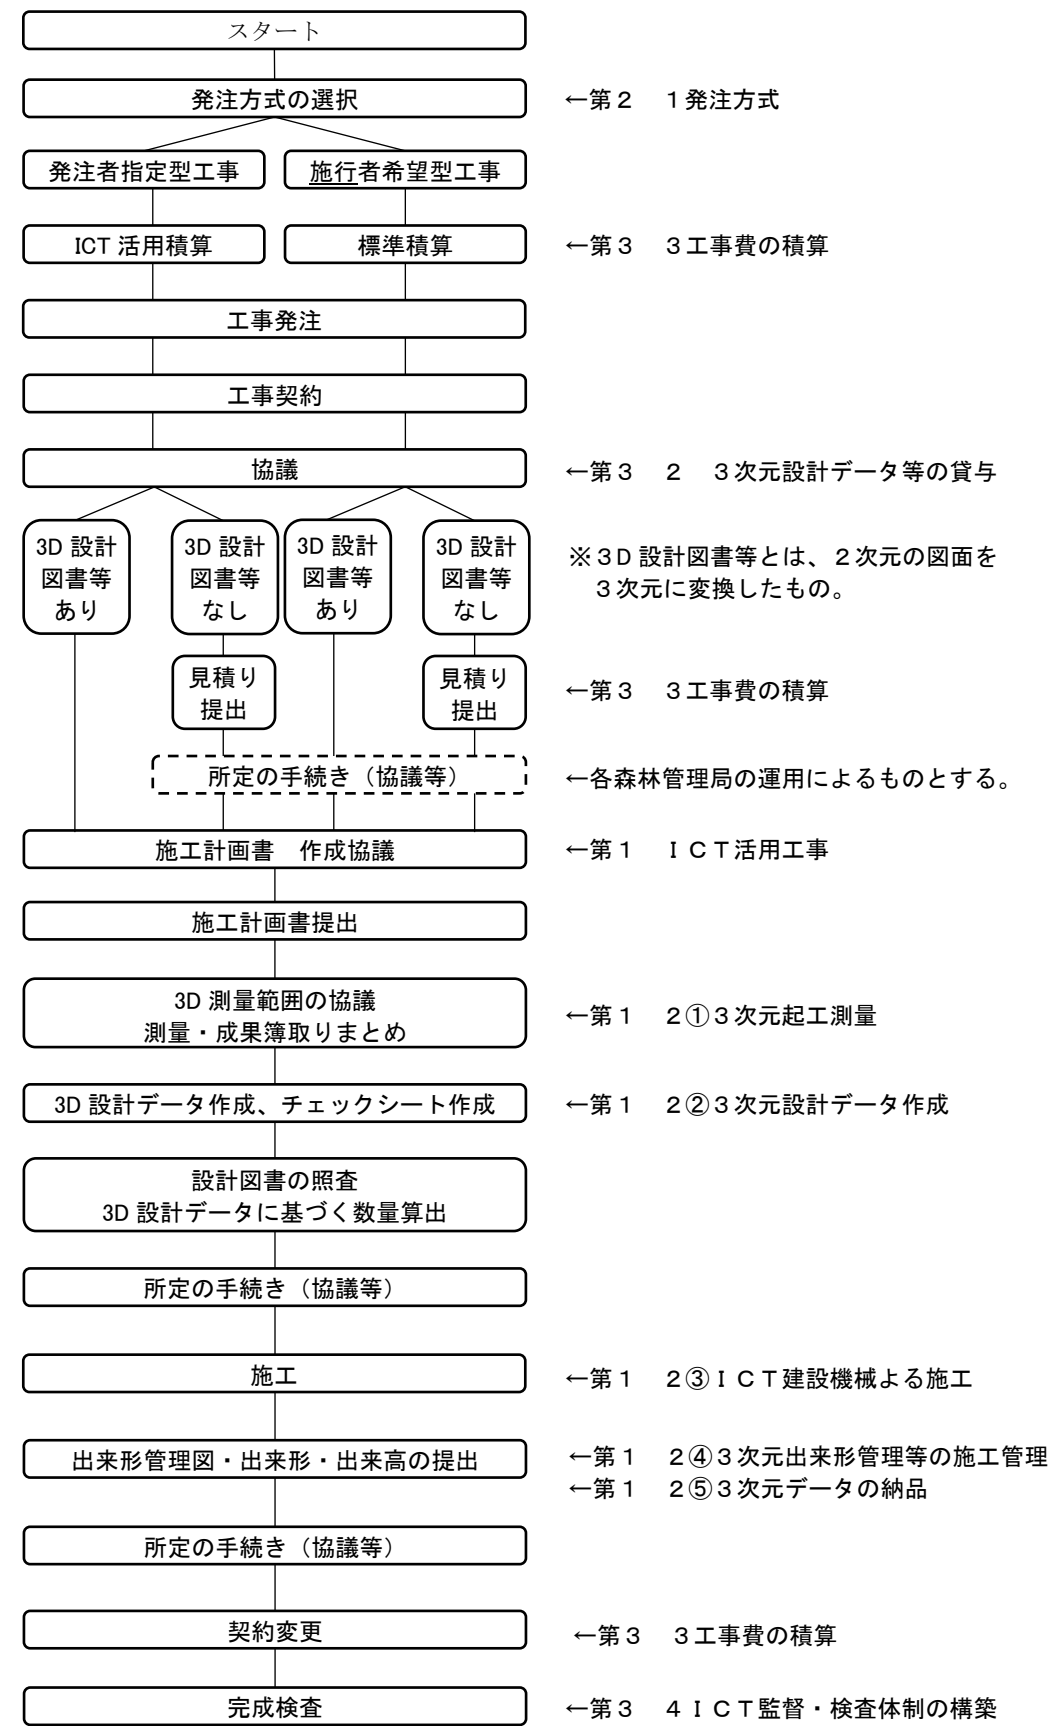 スタート
発注方式の選択　←第２　１発注方式
発注者指定型工事　施行者希望型工事
ICT 活用積算　標準積算　←第３　３工事費の積算
工事発注
工事契約
協議　←第３　２　３次元設計データ等の貸与
3D 設計
図書等
あり
3D 設計
図書等
なし
3D 設計
図書等
あり
3D 設計
図書等
なし
※３D 設計図書等とは、２次元の図面を
３次元に変換したもの。
見積り
提出
見積り
提出
←第３　３工事費の積算
所定の手続き（協議等）　←各森林管理局の運用によるものとする。
施工計画書　作成協議　←第１　ＩＣＴ活用工事
施工計画書提出
3D 測量範囲の協議
測量・成果簿取りまとめ
←第１　２①３次元起工測量
3D 設計データ作成、チェックシート作成　←第１　２②３次元設計データ作成
設計図書の照査
3D 設計データに基づく数量算出
所定の手続き（協議等）
施工　←第１　２③ＩＣＴ建設機械よる施工
出来形管理図・出来形・出来高の提出　←第１　２④３次元出来形管理等の施工管理
←第１　２⑤３次元データの納品
所定の手続き（協議等）
契約変更　←第３　３工事費の積算
完成検査　←第３　４ＩＣＴ監督・検査体制の構築